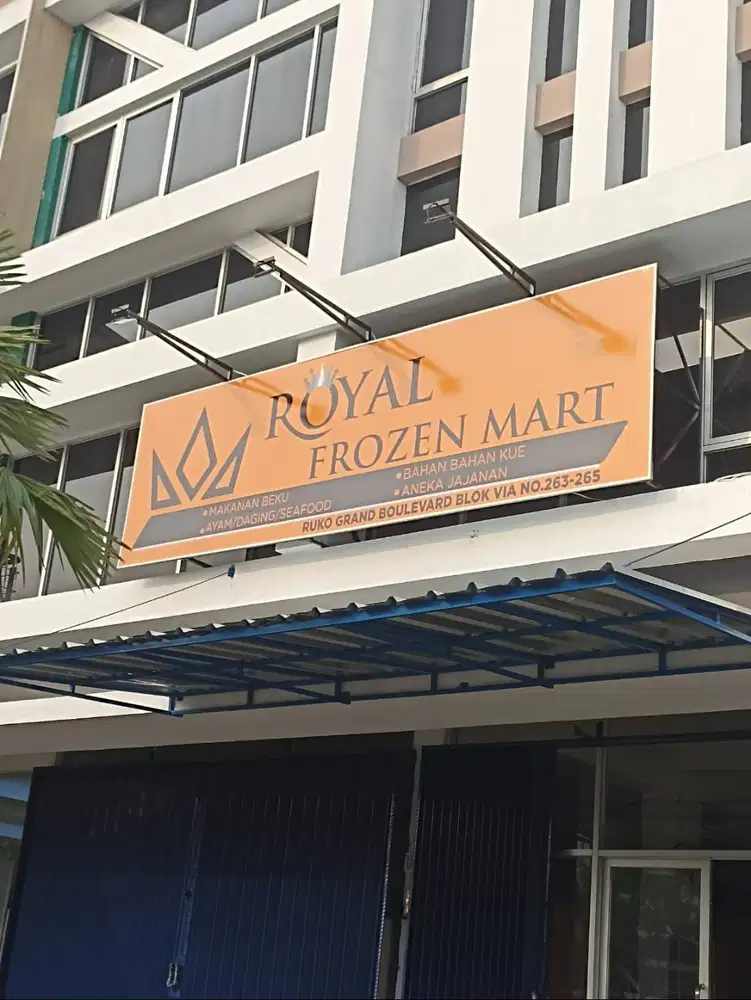 ROYAL
FROZEN MART
•MAKANAN BEKU
•AYAM/DAGING/SEAFOOD
•BAHAN BAHAN KUE
•ANEKA JAJANAN
RUKO GRAND BOULEVARD BLOK VIA NO.263-265